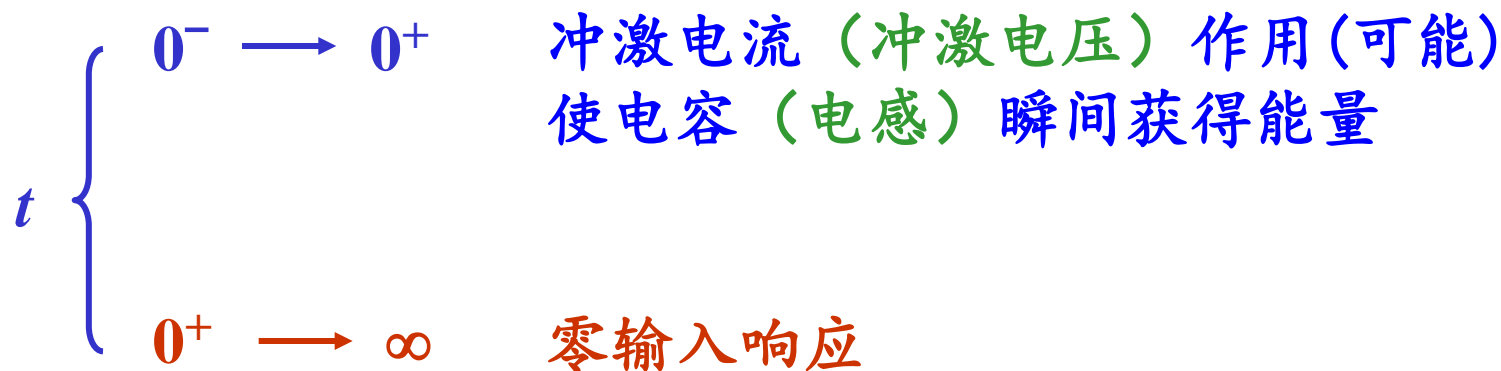 0⁻ → 0⁺ 冲激电流（冲激电压）作用(可能)
使电容（电感）瞬间获得能量
t
0⁺ → ∞ 零输入响应